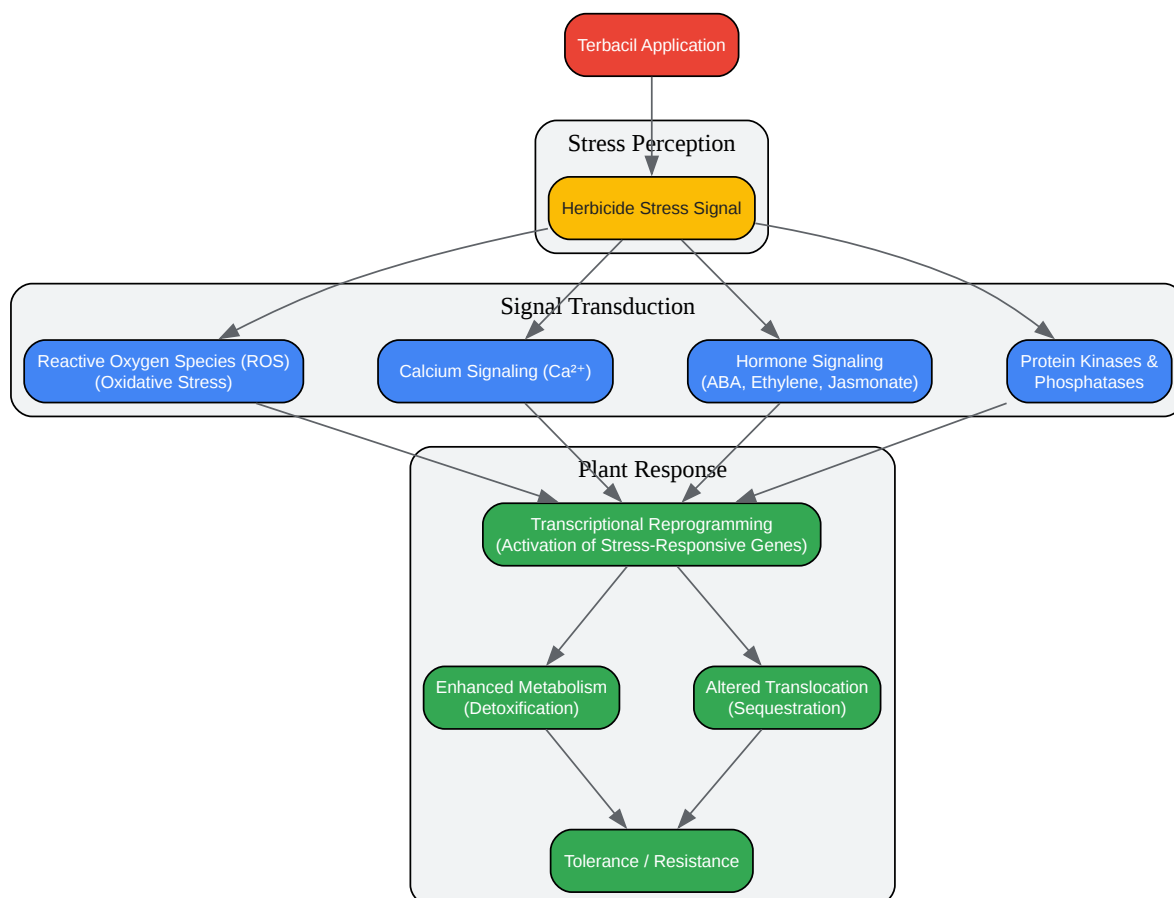 Terbacil Application
Stress Perception
Herbicide Stress Signal
Signal Transduction
Reactive Oxygen Species (ROS)
(Oxidative Stress)
Calcium Signaling (Ca²⁺)
Hormone Signaling
(ABA, Ethylene, Jasmonate)
Protein Kinases &
Phosphatases
Plant Response
Transcriptional Reprogramming
(Activation of Stress-Responsive Genes)
Enhanced Metabolism
(Detoxification)
Altered Translocation
(Sequestration)
Tolerance / Resistance